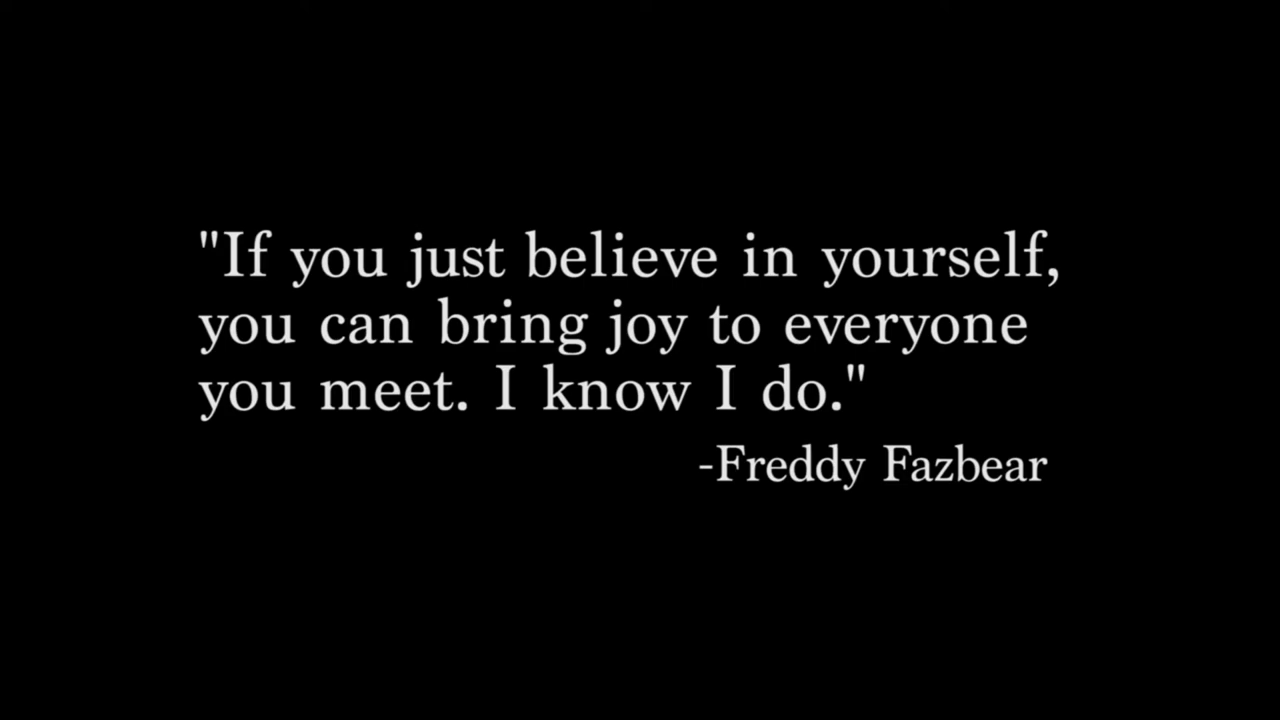 "If you just believe in yourself,
you can bring joy to everyone
you meet. I know I do."
-Freddy Fazbear